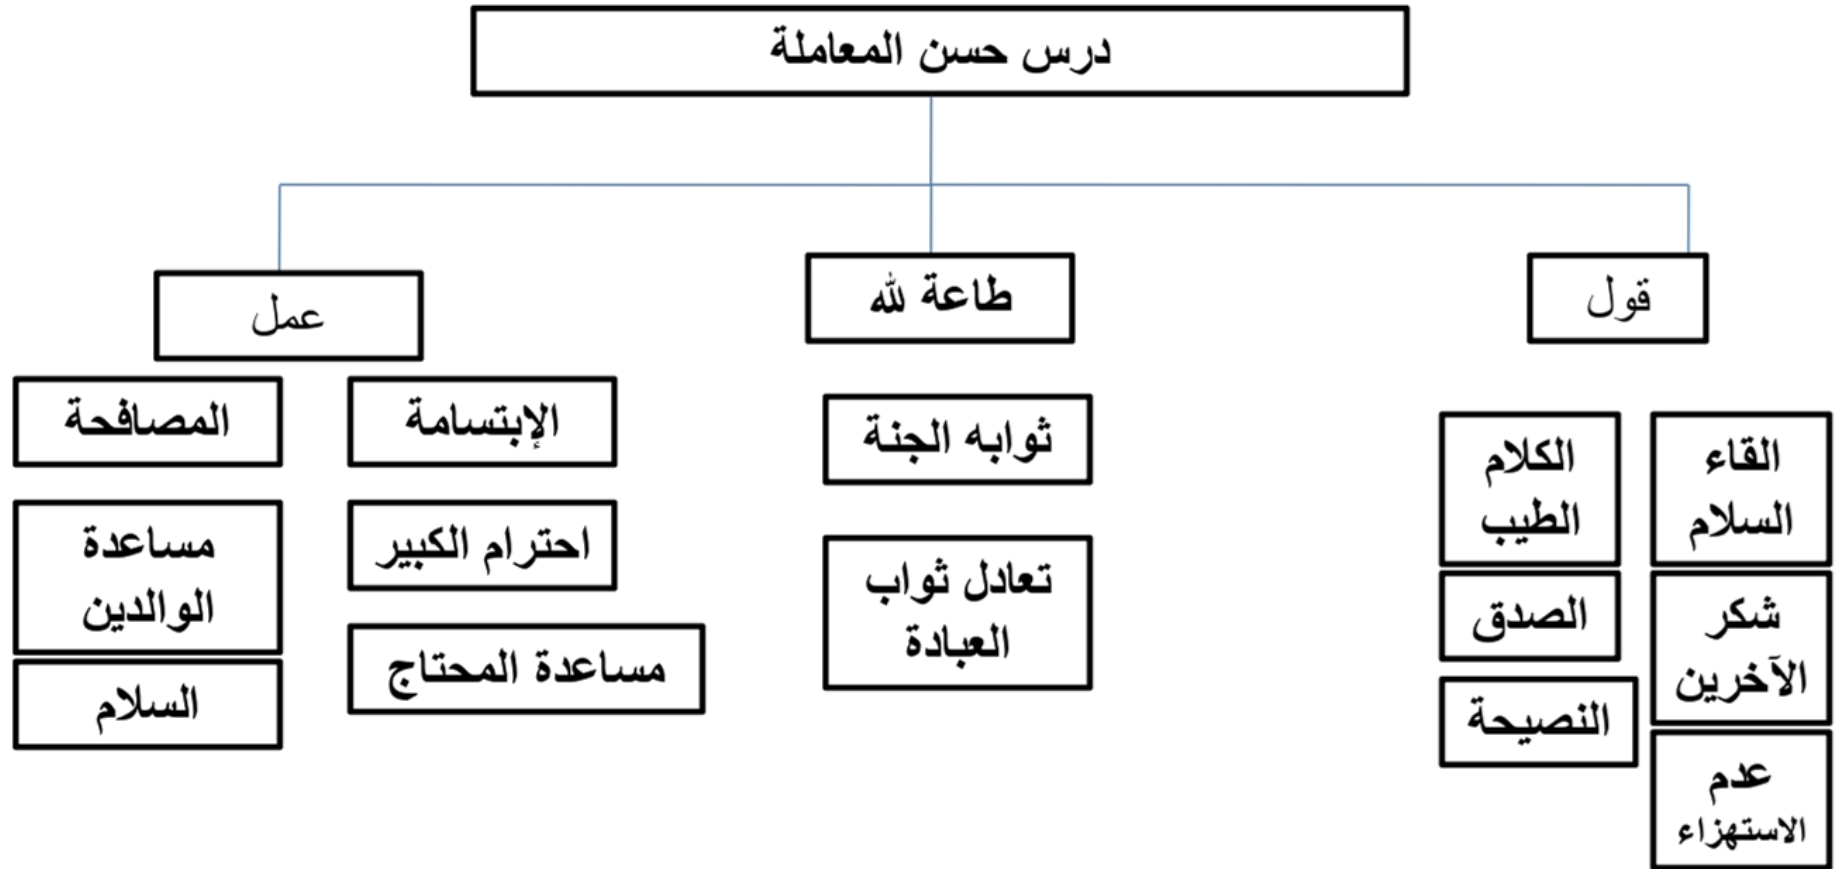 درس حسن المعاملة
قول
القاء
السلام
شكر
الآخرين
عدم
الاستهزاء
الكلام
الطيب
الصدق
النصيحة
طاعة لله
ثوابه الجنة
تعادل ثواب
العبادة
عمل
الإبتسامة
احترام الكبير
مساعدة المحتاج
المصافحة
مساعدة
الوالدين
السلام